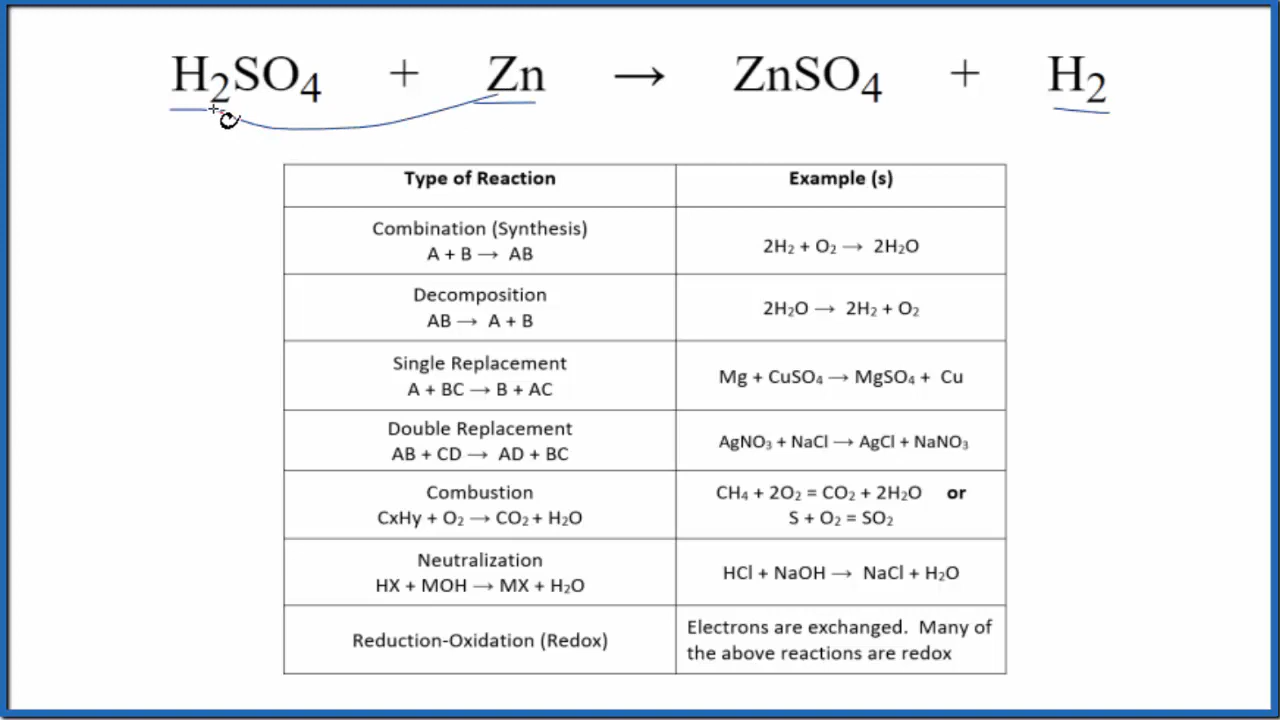 H₂SO₄ + Zn → ZnSO₄ + H₂
Type of Reaction Example (s)
Combination (Synthesis)
A + B → AB
2H₂ + O₂ → 2H₂O
Decomposition
AB → A + B
2H₂O → 2H₂ + O₂
Single Replacement
A + BC → B + AC
Mg + CuSO₄ → MgSO₄ + Cu
Double Replacement
AB + CD → AD + BC
AgNO₃ + NaCl → AgCl + NaNO₃
Combustion
CxHy + O₂ → CO₂ + H₂O
CH₄ + 2O₂ = CO₂ + 2H₂O or
S + O₂ = SO₂
Neutralization
HX + MOH → MX + H₂O
HCl + NaOH → NaCl + H₂O
Reduction-Oxidation (Redox)
Electrons are exchanged. Many of
the above reactions are redox